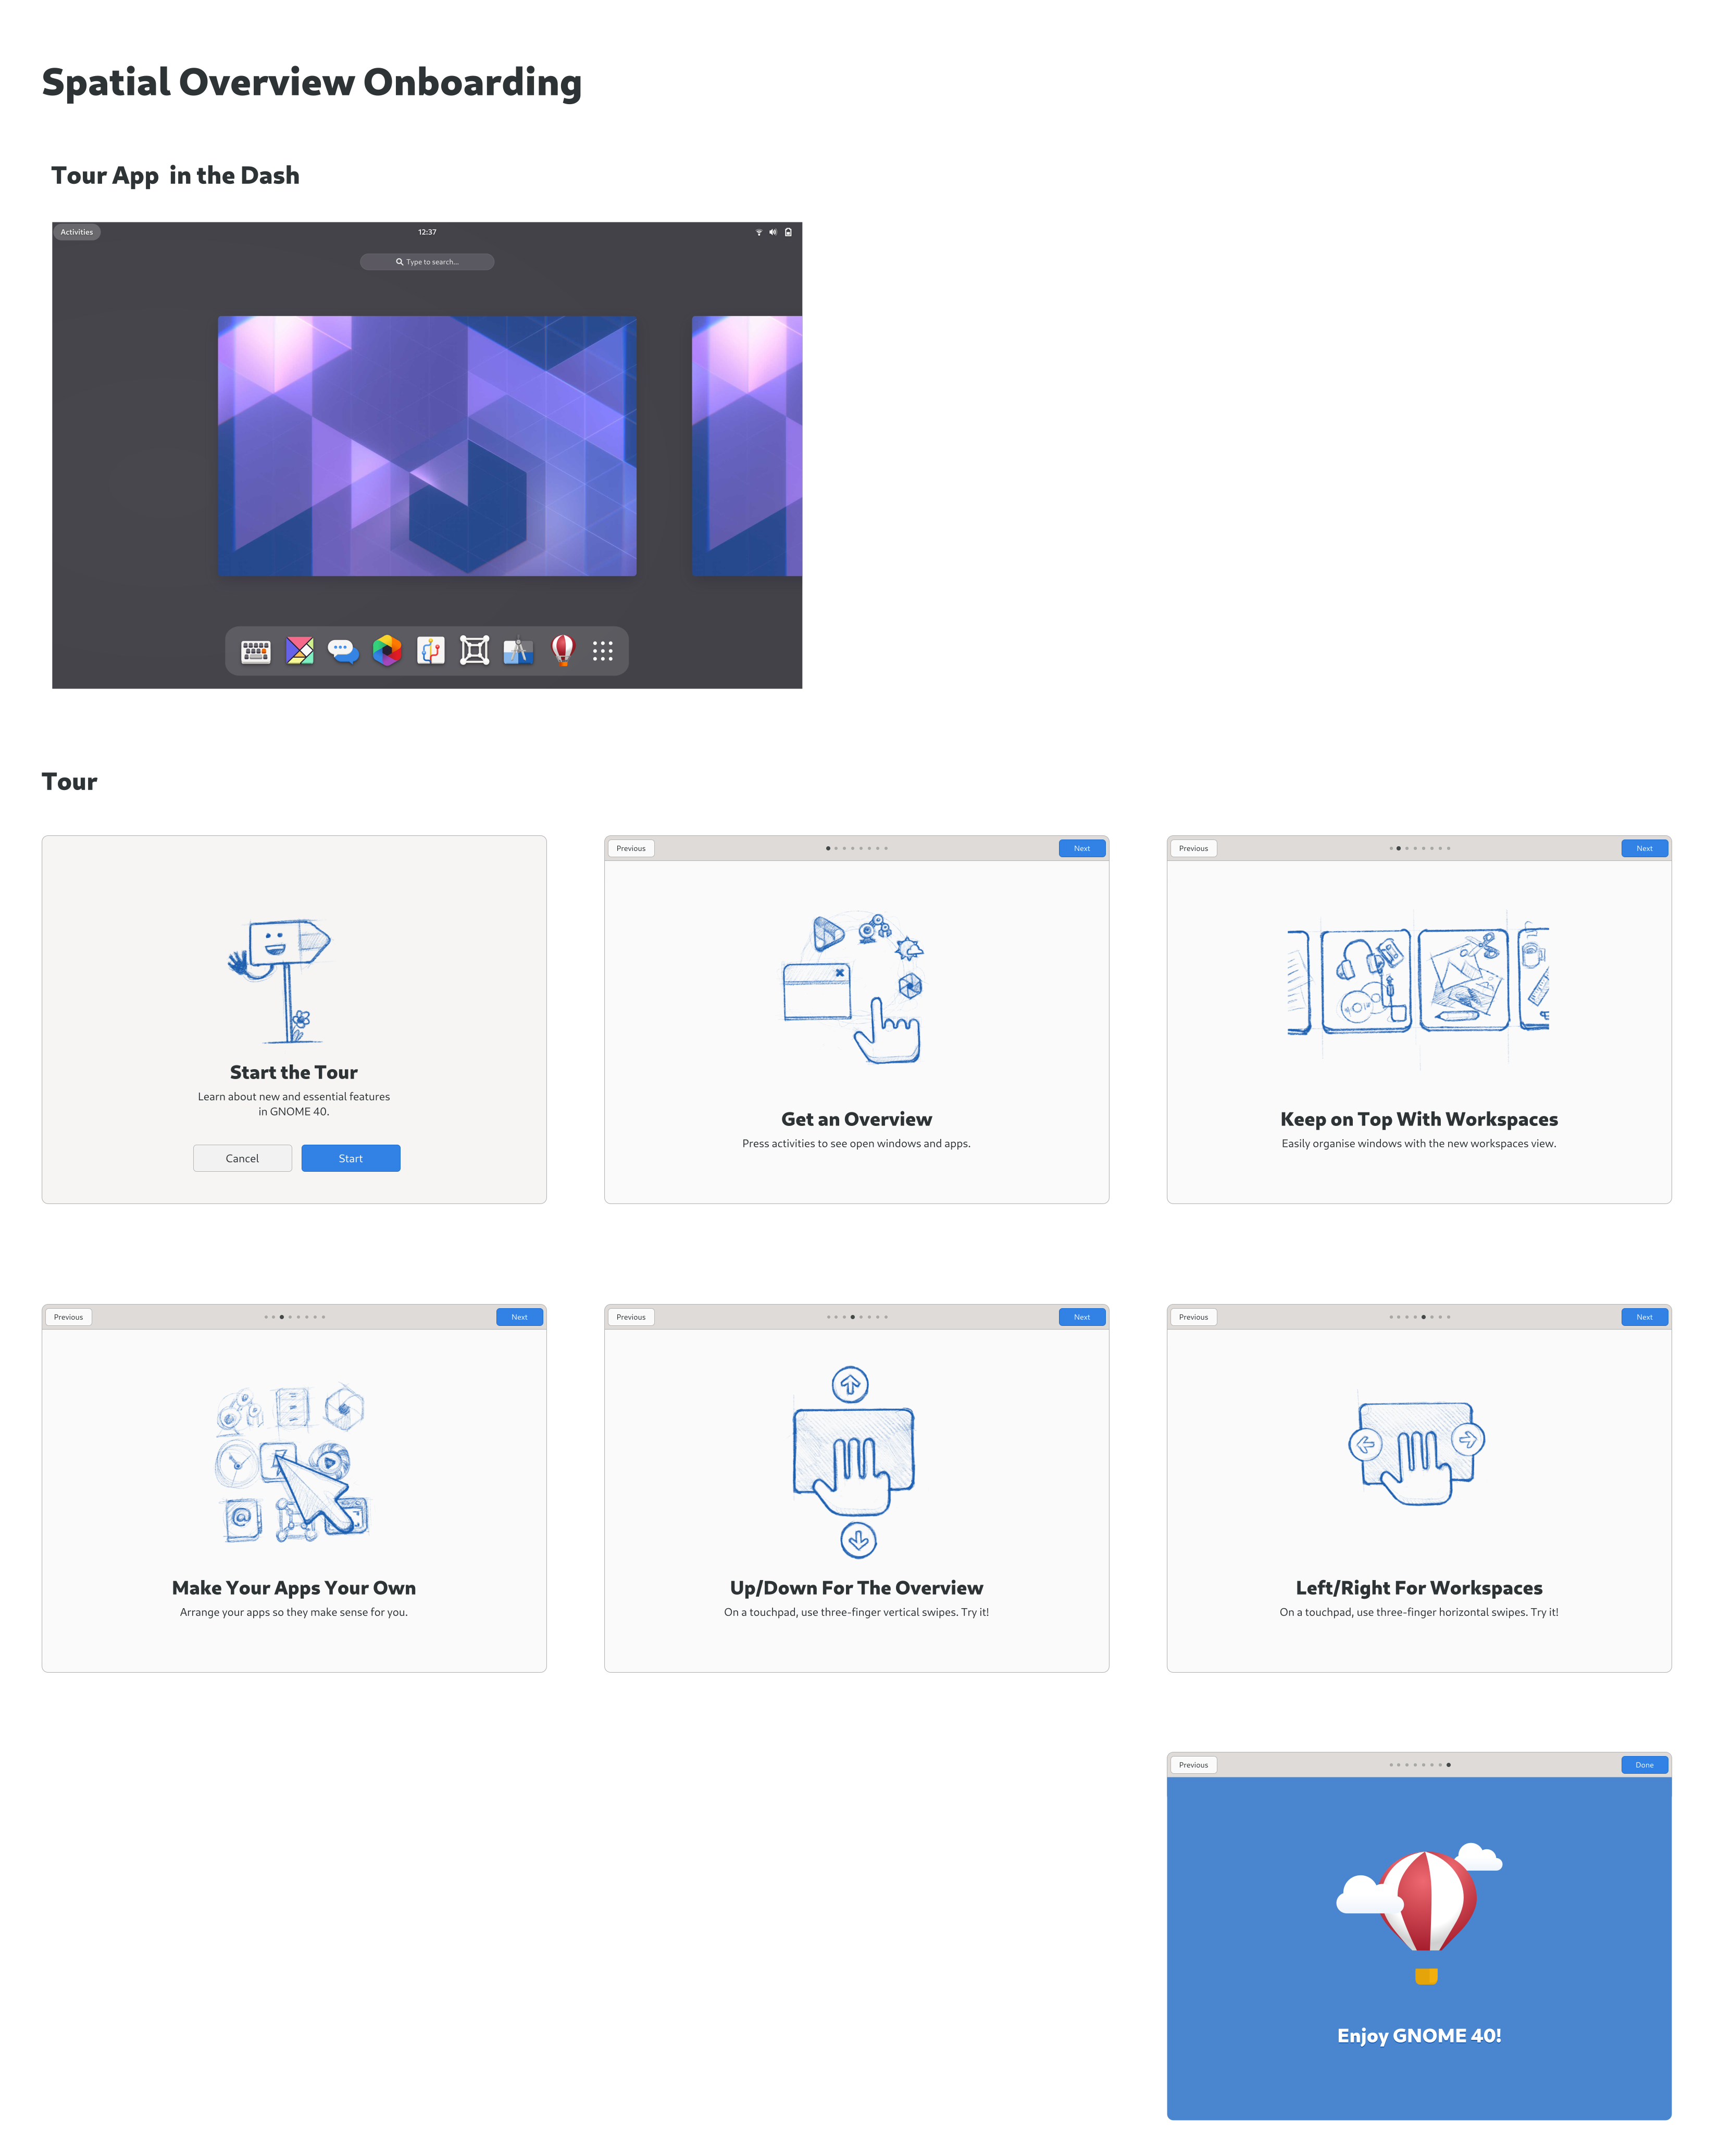 Spatial Overview Onboarding
Tour App in the Dash
Activities
12:37
Type to search...
Tour
Start the Tour
Learn about new and essential features
in GNOME 40.
Cancel
Start
Previous
Next
Get an Overview
Press activities to see open windows and apps.
Previous
Next
Keep on Top With Workspaces
Easily organise windows with the new workspaces view.
Previous
Next
@
Make Your Apps Your Own
Arrange your apps so they make sense for you.
Previous
Next
Up/Down For The Overview
On a touchpad, use three-finger vertical swipes. Try it!
Previous
Next
Left/Right For Workspaces
On a touchpad, use three-finger horizontal swipes. Try it!
Previous
Done
Enjoy GNOME 40!